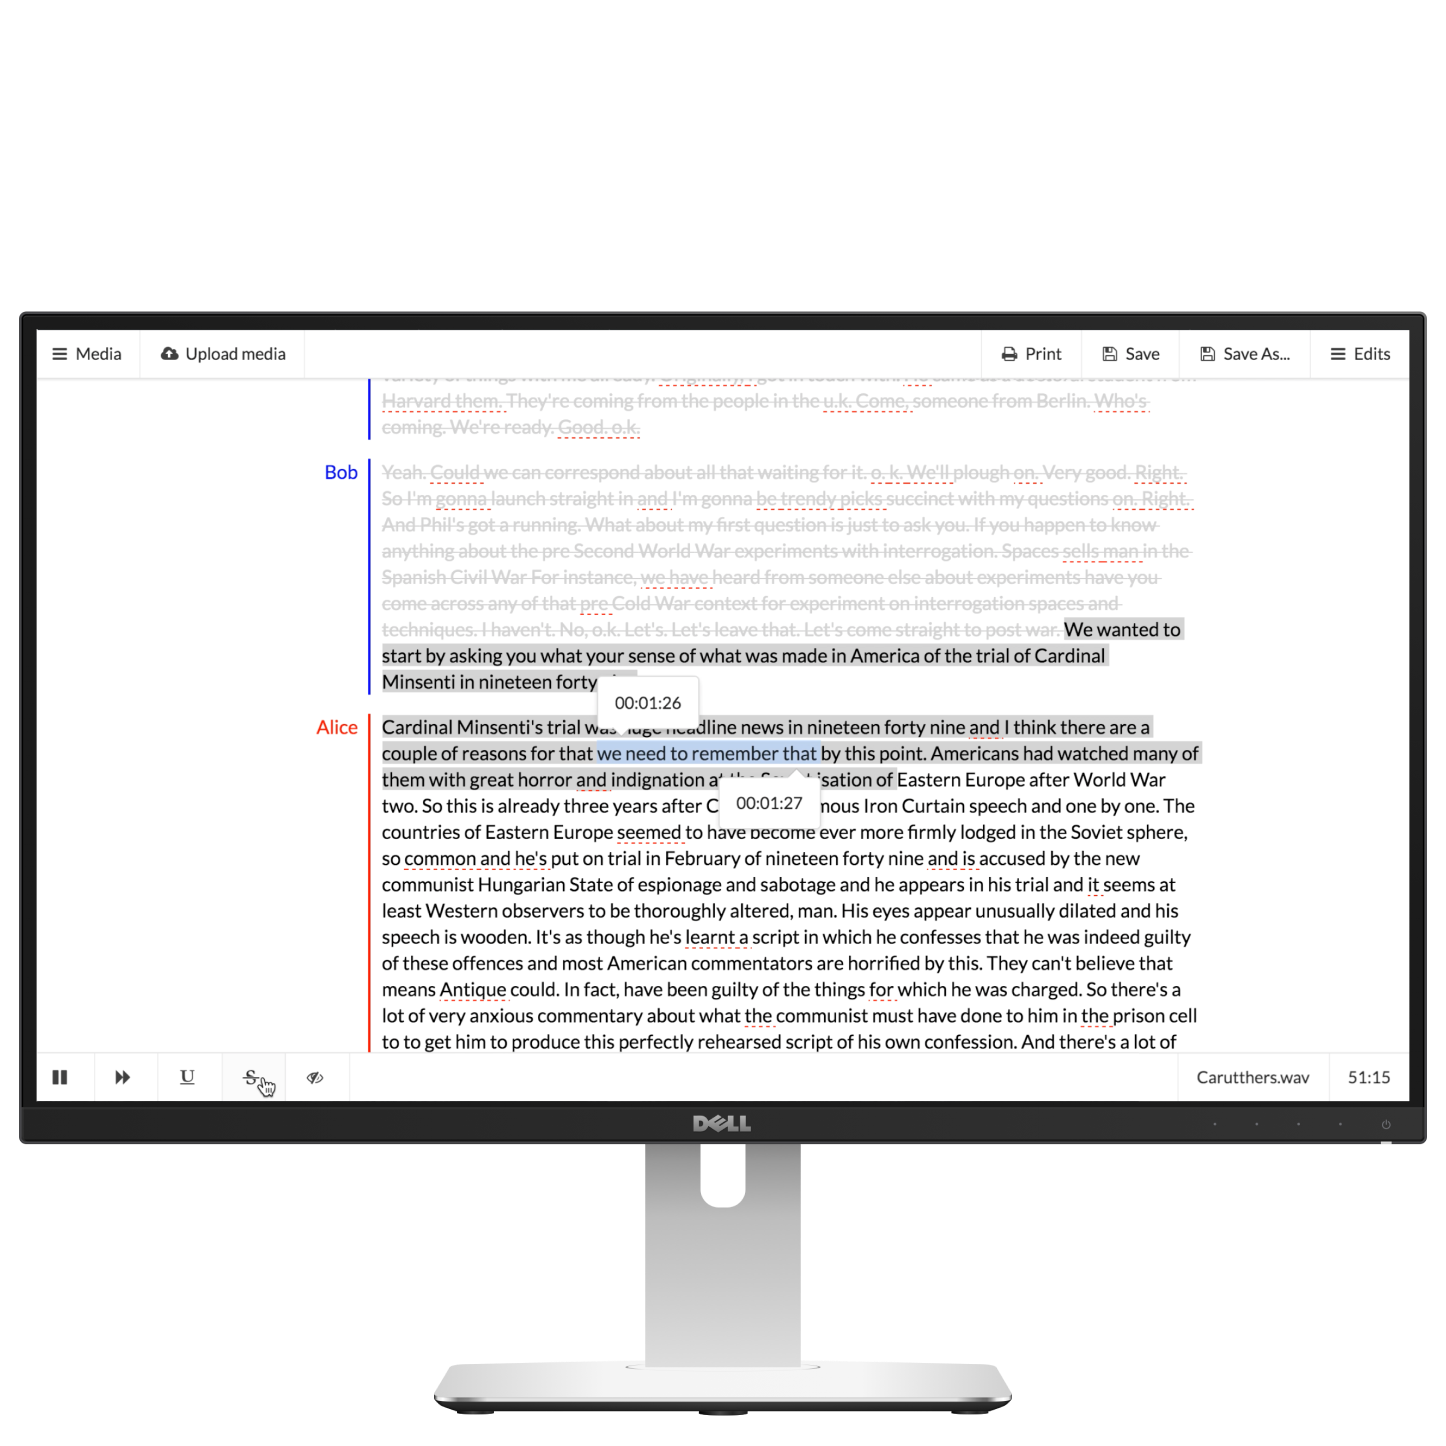 Media
Upload media
Print
Save
Save As...
Edits
Harvard them. They're coming from the people in the u.k. Come, someone from Berlin. Who's
coming. We're ready. Good. o.k.
Bob
Yeah. Could we can correspond about all that waiting for it. o. k. We'll plough on. Very good. Right.
So I'm gonna launch straight in and I'm gonna be trendy picks succinct with my questions on. Right.
And Phil's got a running. What about my first question is just to ask you. If you happen to know
anything about the pre Second World War experiments with interrogation. Spaces sells man in the
Spanish Civil War For instance, we have heard from someone else about experiments have you
come across any of that pre Cold War context for experiment on interrogation spaces and
techniques. I haven't. No, o.k. Let's. Let's leave that. Let's come straight to post war. We wanted to
start by asking you what your sense of what was made in America of the trial of Cardinal
Minsenti in nineteen forty
00:01:26
Alice
Cardinal Minsenti's trial was huge headline news in nineteen forty nine and I think there are a
couple of reasons for that we need to remember that by this point. Americans had watched many of
them with great horror and indignation at the Sovietisation of Eastern Europe after World War
00:01:27
two. So this is already three years after Iron Curtain speech and one by one. The
countries of Eastern Europe seemed to have become ever more firmly lodged in the Soviet sphere,
so common and he's put on trial in February of nineteen forty nine and is accused by the new
communist Hungarian State of espionage and sabotage and he appears in his trial and it seems at
least Western observers to be thoroughly altered, man. His eyes appear unusually dilated and his
speech is wooden. It's as though he's learnt a script in which he confesses that he was indeed guilty
of these offences and most American commentators are horrified by this. They can't believe that
means Antique could. In fact, have been guilty of the things for which he was charged. So there's a
lot of very anxious commentary about what the communist must have done to him in the prison cell
to to get him to produce this perfectly rehearsed script of his own confession. And there's a lot of
U
S
Carutthers.wav
51:15
DELL